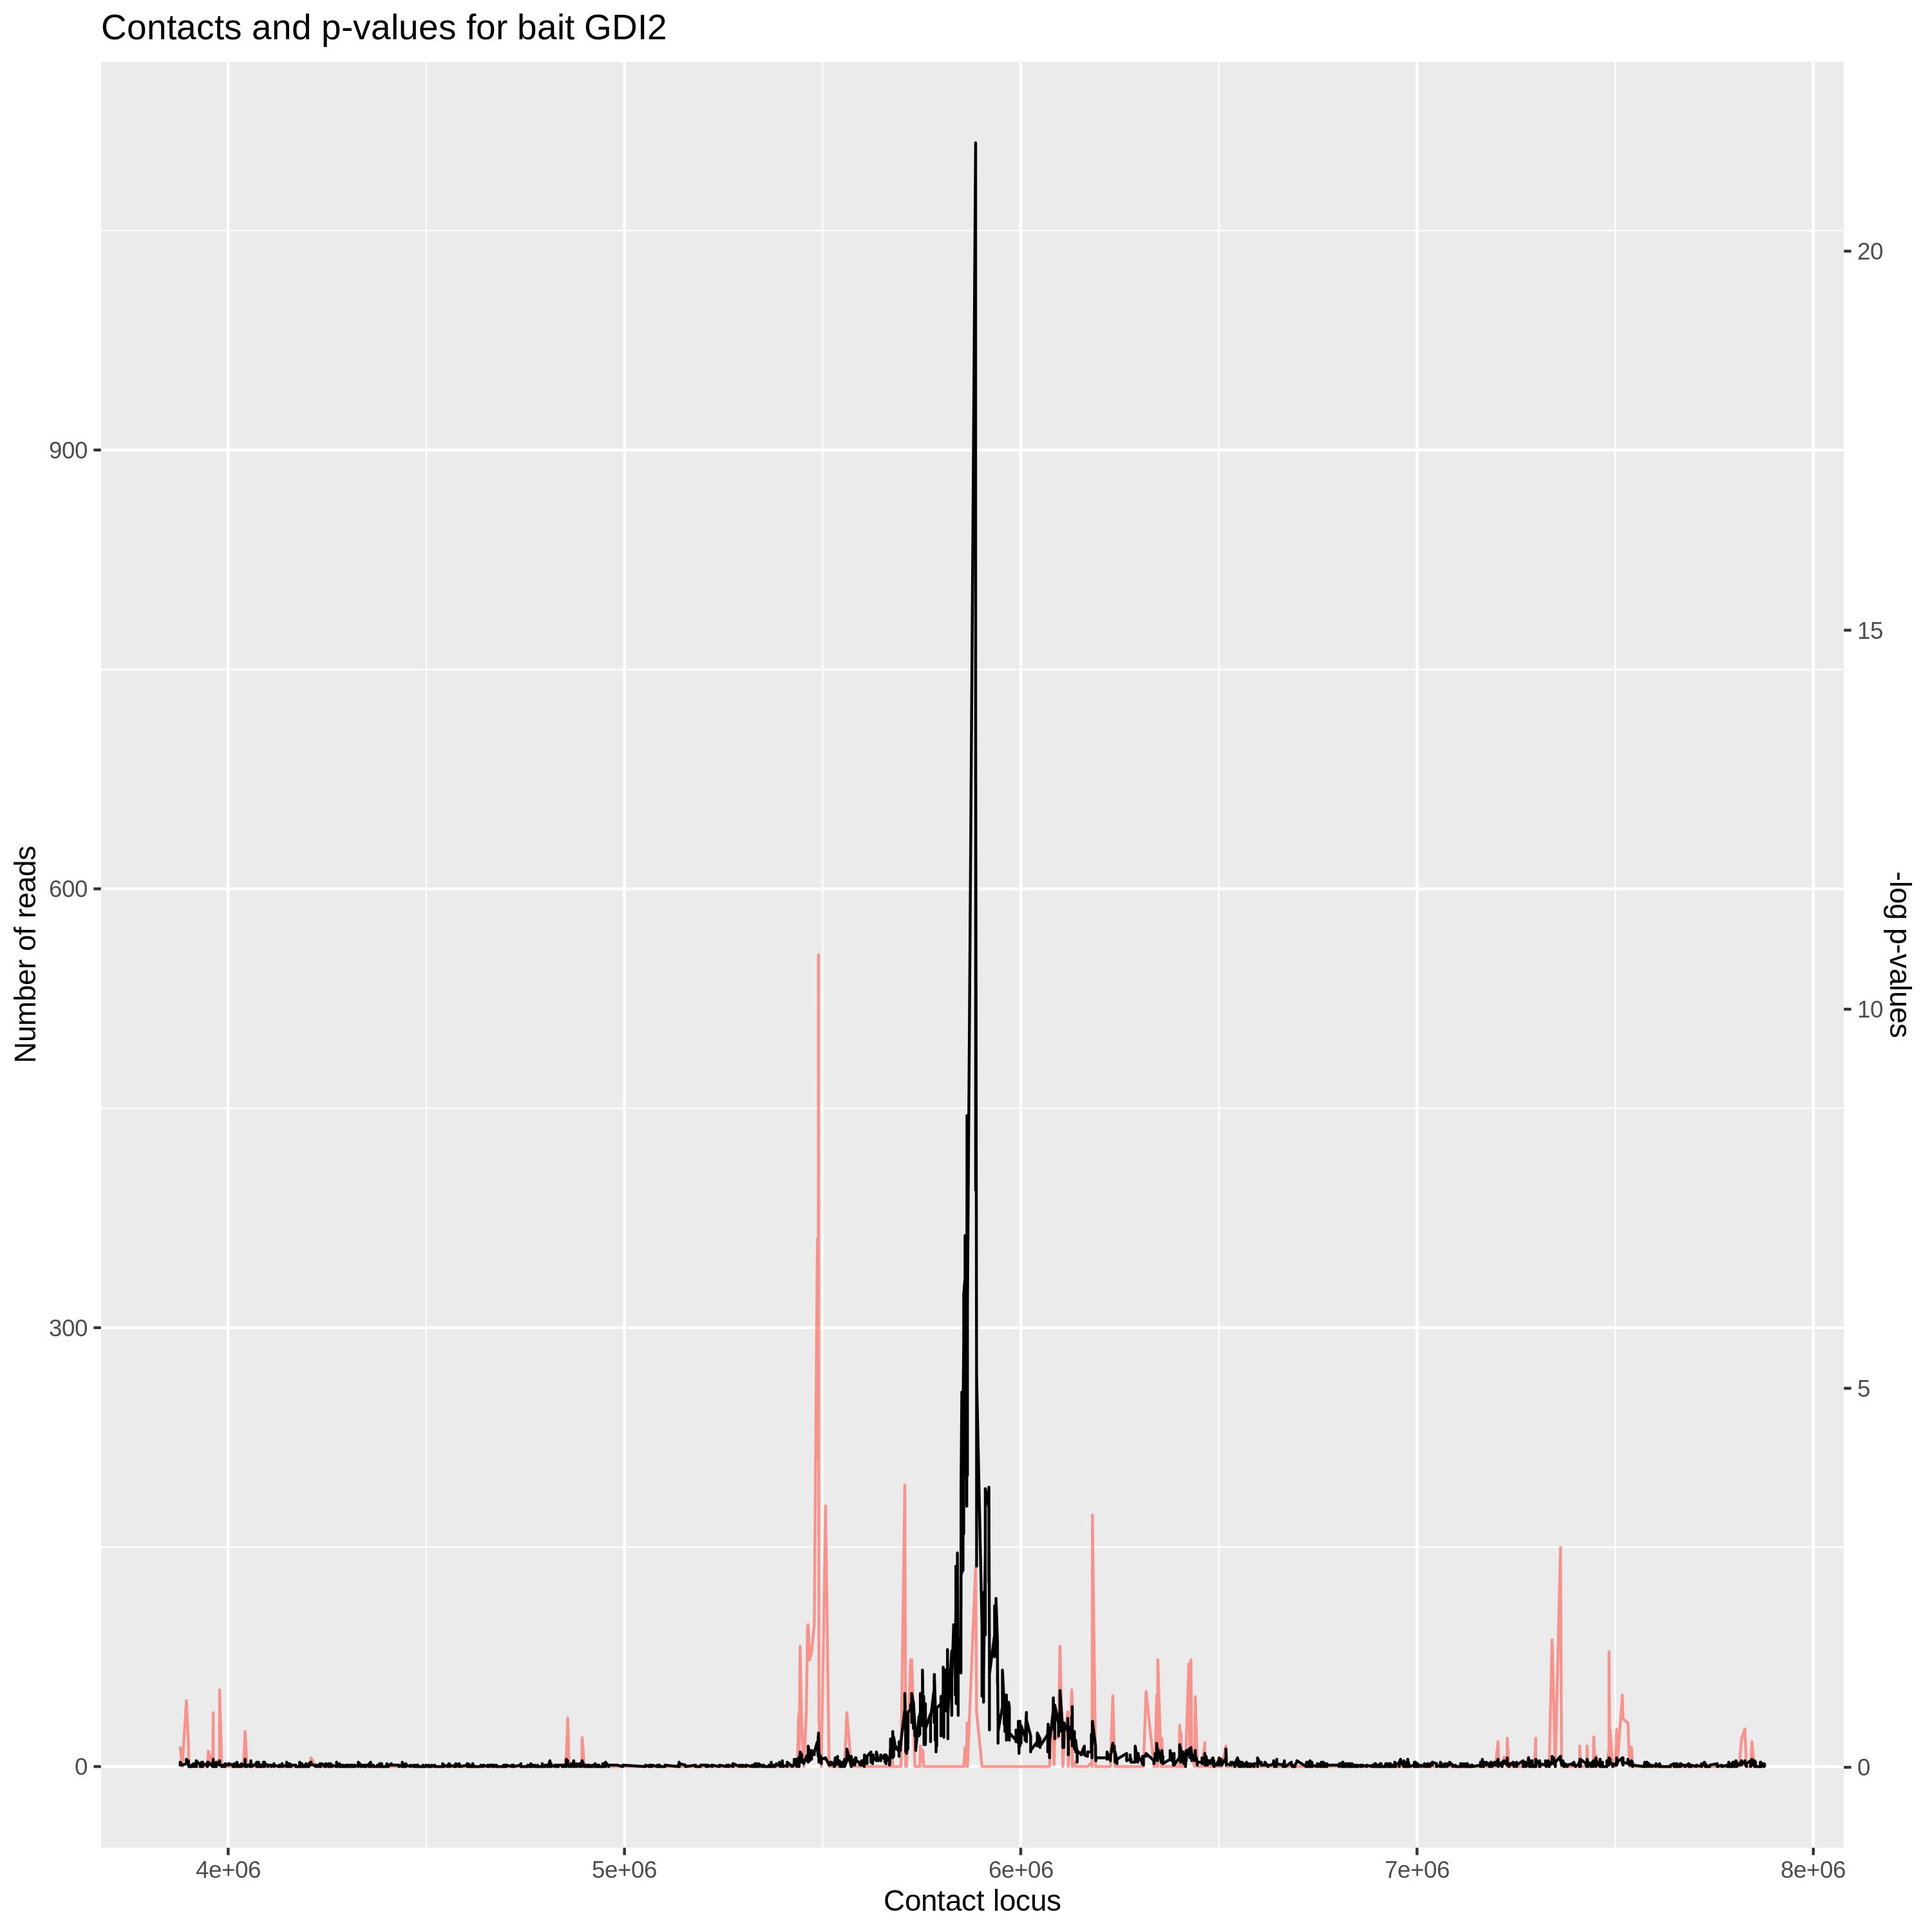 Contacts and p-values for bait GDI2
Number of reads
900
600
300
0
20
15
10
5
0
-log p-values
4e+06
5e+06
6e+06
7e+06
8e+06
Contact locus